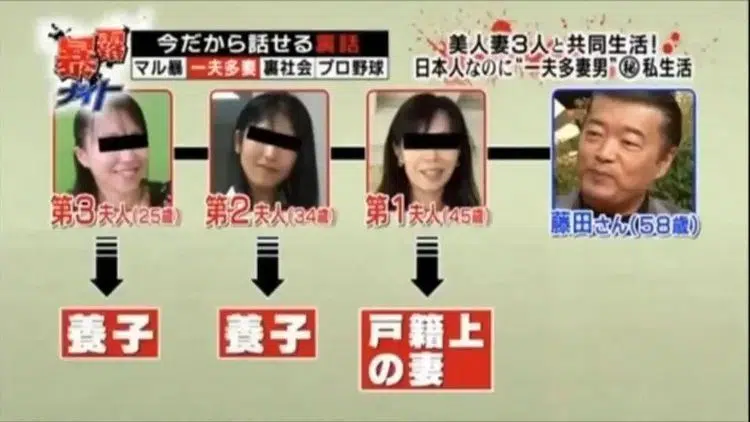 暴露
ナイト
今だから話せる裏話
マル暴 一夫多妻 裏社会 プロ野球
美人妻3人と共同生活!
日本人なのに“一夫多妻男”㊙私生活
第3夫人(25歳)
第2夫人(34歳)
第1夫人(45歳)
藤田さん(58歳)
養子
養子
戸籍上
の妻